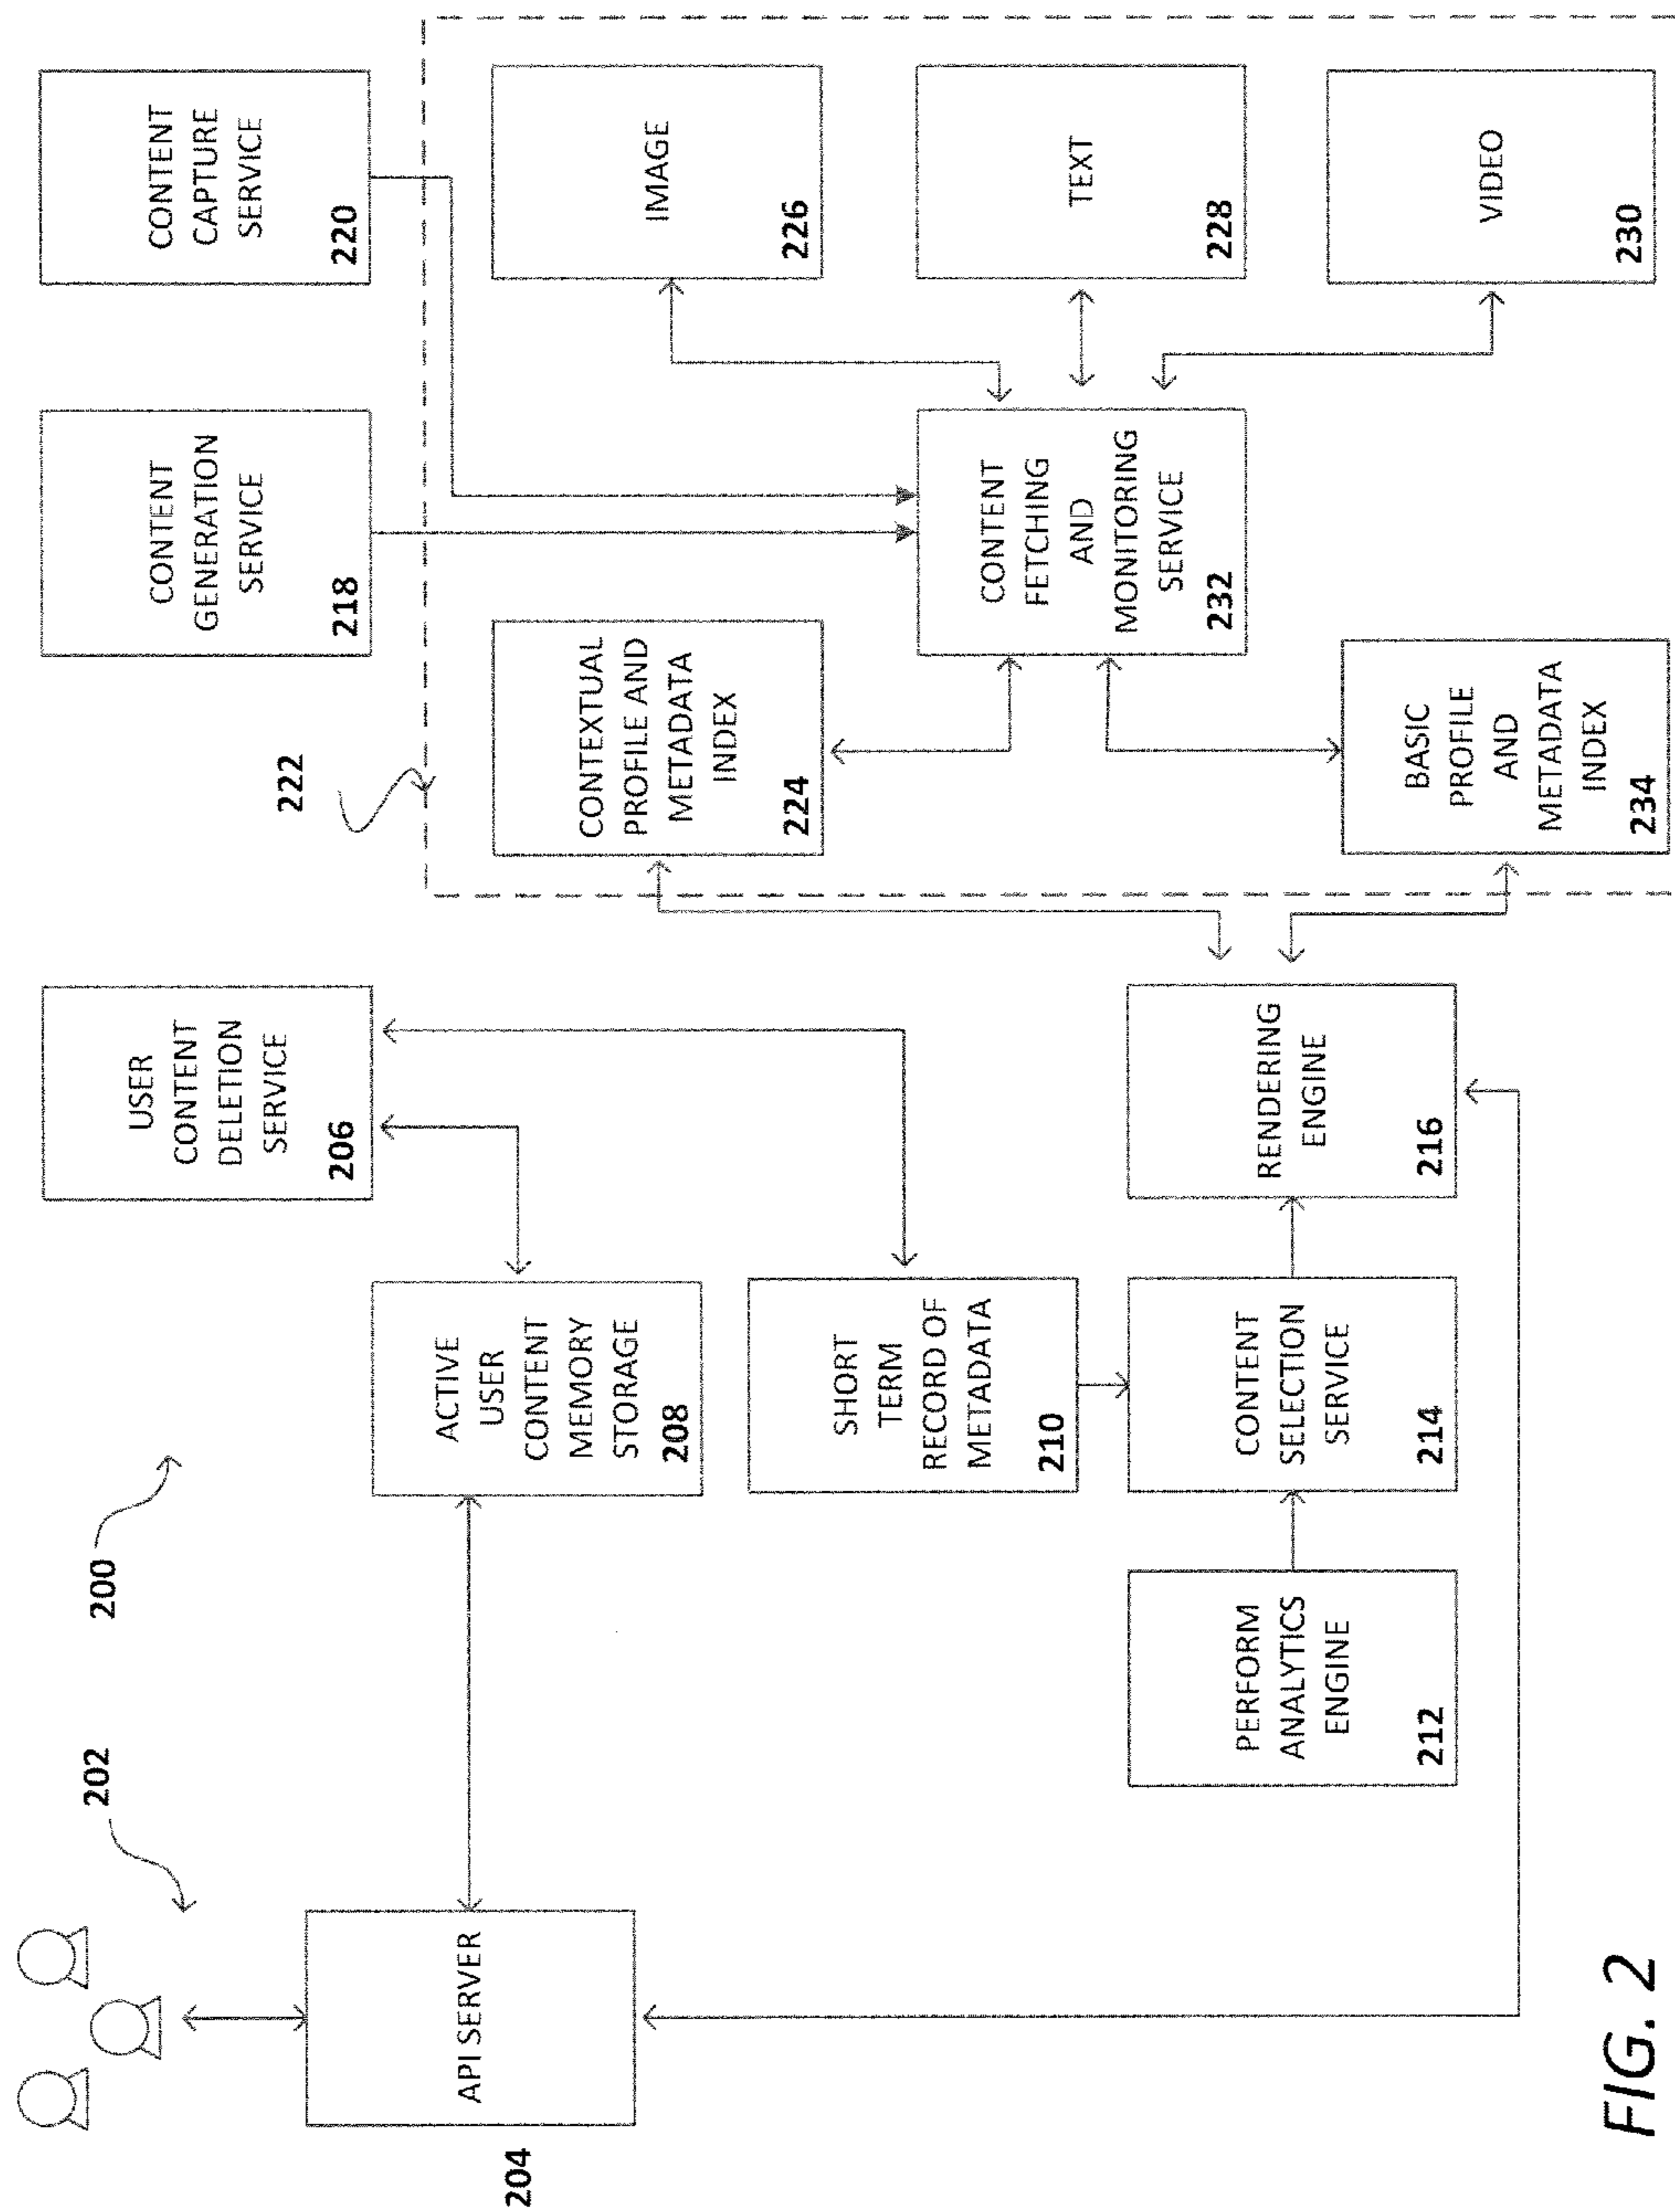 202
200
USER
CONTENT
DELETION
SERVICE
206
CONTENT
GENERATION
SERVICE
218
CONTENT
CAPTURE
SERVICE
220
222
API SERVER
204
ACTIVE
USER
CONTENT
MEMORY
STORAGE
208
CONTEXTUAL
PROFILE AND
METADATA
INDEX
224
IMAGE
226
SHORT
TERM
RECORD OF
METADATA
210
CONTENT
FETCHING
AND
MONITORING
SERVICE
232
TEXT
228
PERFORM
ANALYTICS
ENGINE
212
CONTENT
SELECTION
SERVICE
214
RENDERING
ENGINE
216
BASIC
PROFILE
AND
METADATA
INDEX
234
VIDEO
230
FIG. 2